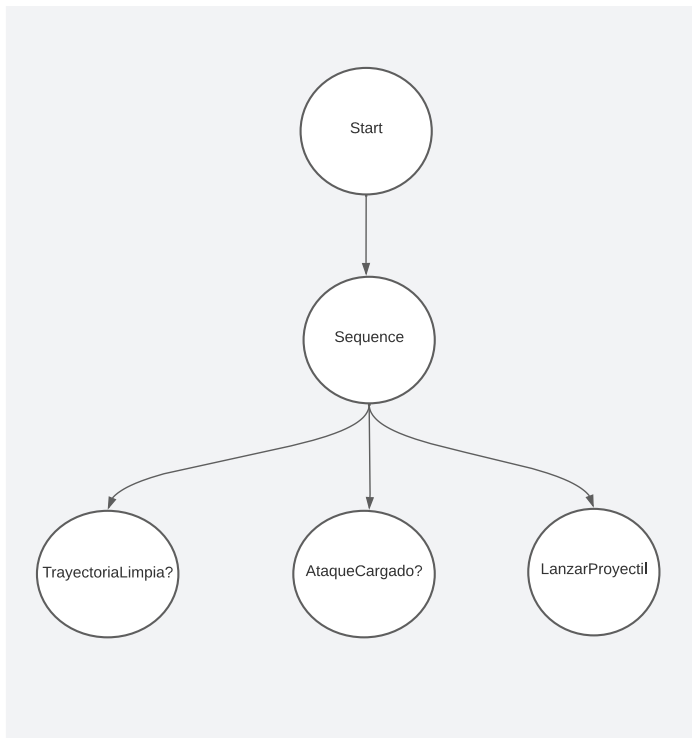 Start
Sequence
TrayectoriaLimpia?
AtaqueCargado?
LanzarProyectil